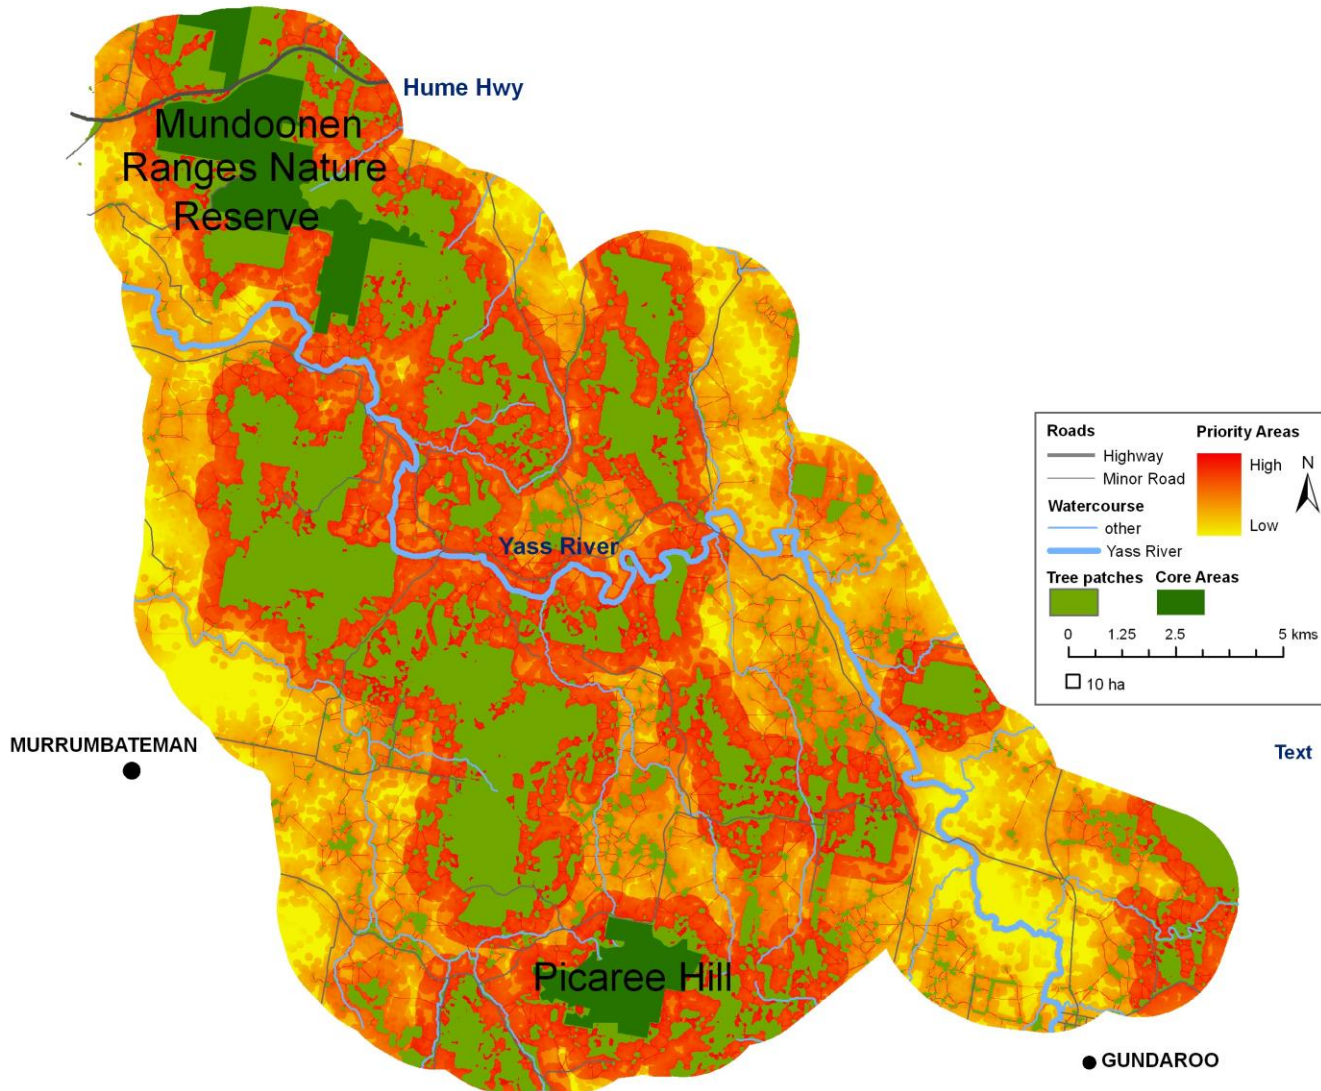 Hume Hwy
Mundoonen
Ranges Nature
Reserve
Yass River
MURRUMBATEMAN
Picaree Hill
GUNDAROO
Text
Roads
Highway
Minor Road
Watercourse
other
Yass River
Priority Areas
High
Low
N
Tree patches
Core Areas
0 1.25 2.5 5 kms
10 ha